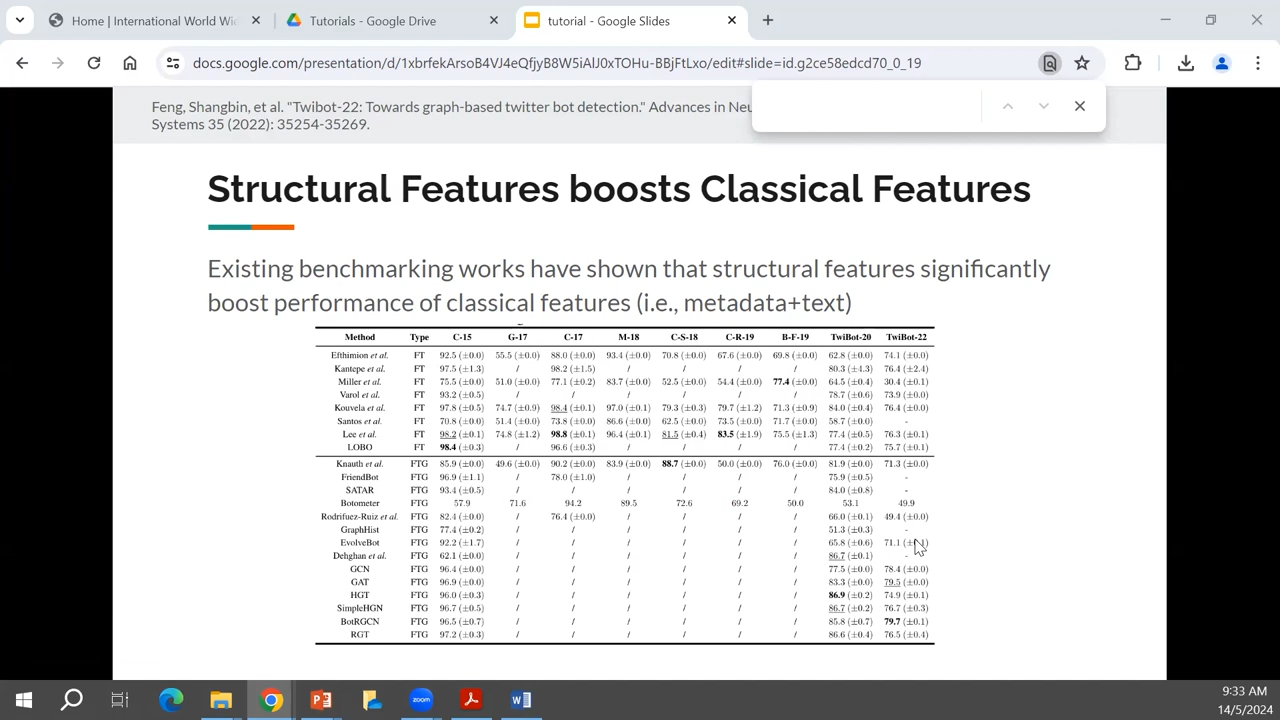 Home | International World Wi
Tutorials - Google Drive
tutorial - Google Slides
docs.google.com/presentation/d/1xbrfekArsoB4VJ4eQfjyB8W5iAlJ0xTOHu-BBjFtLxo/edit#slide=id.g2ce58edcd70_0_19
Feng, Shangbin, et al. "Twibot-22: Towards graph-based twitter bot detection." Advances in Neu
Systems 35 (2022): 35254-35269.
Structural Features boosts Classical Features
Existing benchmarking works have shown that structural features significantly
boost performance of classical features (i.e., metadata+text)
Method Type C-15 G-17 C-17 M-18 C-S-18 C-R-19 B-F-19 TwiBot-20 TwiBot-22
Efthimion et al. FT 92.5 (±0.0) 55.5 (±0.0) 88.0 (±0.0) 93.4 (±0.0) 70.8 (±0.0) 67.6 (±0.0) 69.8 (±0.0) 62.8 (±0.0) 74.1 (±0.0)
Kantepe et al. FT 97.5 (±1.3) / 98.2 (±1.5) / / / / 80.3 (±4.3) 76.4 (±2.4)
Miller et al. FT 75.5 (±0.0) 51.0 (±0.0) 77.1 (±0.2) 83.7 (±0.0) 52.5 (±0.0) 54.4 (±0.0) 77.4 (±0.0) 64.5 (±0.4) 30.4 (±0.1)
Varol et al. FT 93.2 (±0.5) / / / / / / 78.7 (±0.6) 73.9 (±0.0)
Kouvela et al. FT 97.8 (±0.5) 74.7 (±0.9) 98.4 (±0.1) 97.0 (±0.1) 79.3 (±0.3) 79.7 (±1.2) 71.3 (±0.9) 84.0 (±0.4) 76.4 (±0.0)
Santos et al. FT 70.8 (±0.0) 51.4 (±0.0) 73.8 (±0.0) 86.6 (±0.0) 62.5 (±0.0) 73.5 (±0.0) 71.7 (±0.0) 58.7 (±0.0) -
Lee et al. FT 98.2 (±0.1) 74.8 (±1.2) 98.8 (±0.1) 96.4 (±0.1) 81.5 (±0.4) 83.5 (±1.9) 75.5 (±1.3) 77.4 (±0.5) 76.3 (±0.1)
LOBO FT 98.4 (±0.3) / 96.6 (±0.3) / / / / 77.4 (±0.2) 75.7 (±0.1)
Knauth et al. FTG 85.9 (±0.0) 49.6 (±0.0) 90.2 (±0.0) 83.9 (±0.0) 88.7 (±0.0) 50.0 (±0.0) 76.0 (±0.0) 81.9 (±0.0) 71.3 (±0.0)
FriendBot FTG 96.9 (±1.1) / 78.0 (±1.0) / / / / 75.9 (±0.5) -
SATAR FTG 93.4 (±0.5) / / / / / / 84.0 (±0.8) -
Botometer FTG 57.9 71.6 94.2 89.5 72.6 69.2 50.0 53.1 49.9
Rodrifuez-Ruiz et al. FTG 82.4 (±0.0) / 76.4 (±0.0) / / / / 66.0 (±0.1) 49.4 (±0.0)
GraphHist FTG 77.4 (±0.2) / / / / / / 51.3 (±0.3) -
EvolveBot FTG 92.2 (±1.7) / / / / / / 65.8 (±0.6) 71.1
Dehghan et al. FTG 62.1 (±0.0) / / / / / / 86.7 (±0.1) -
GCN FTG 96.4 (±0.0) / / / / / / 77.5 (±0.0) 78.4 (±0.0)
GAT FTG 96.9 (±0.0) / / / / / / 83.3 (±0.0) 79.5 (±0.0)
HGT FTG 96.0 (±0.3) / / / / / / 86.9 (±0.2) 74.9 (±0.1)
SimpleHGN FTG 96.7 (±0.5) / / / / / / 86.7 (±0.2) 76.7 (±0.3)
BotRGCN FTG 96.5 (±0.7) / / / / / / 85.8 (±0.7) 79.7 (±0.1)
RGT FTG 97.2 (±0.3) / / / / / / 86.6 (±0.4) 76.5 (±0.4)
zoom
9:33 AM
14/5/2024